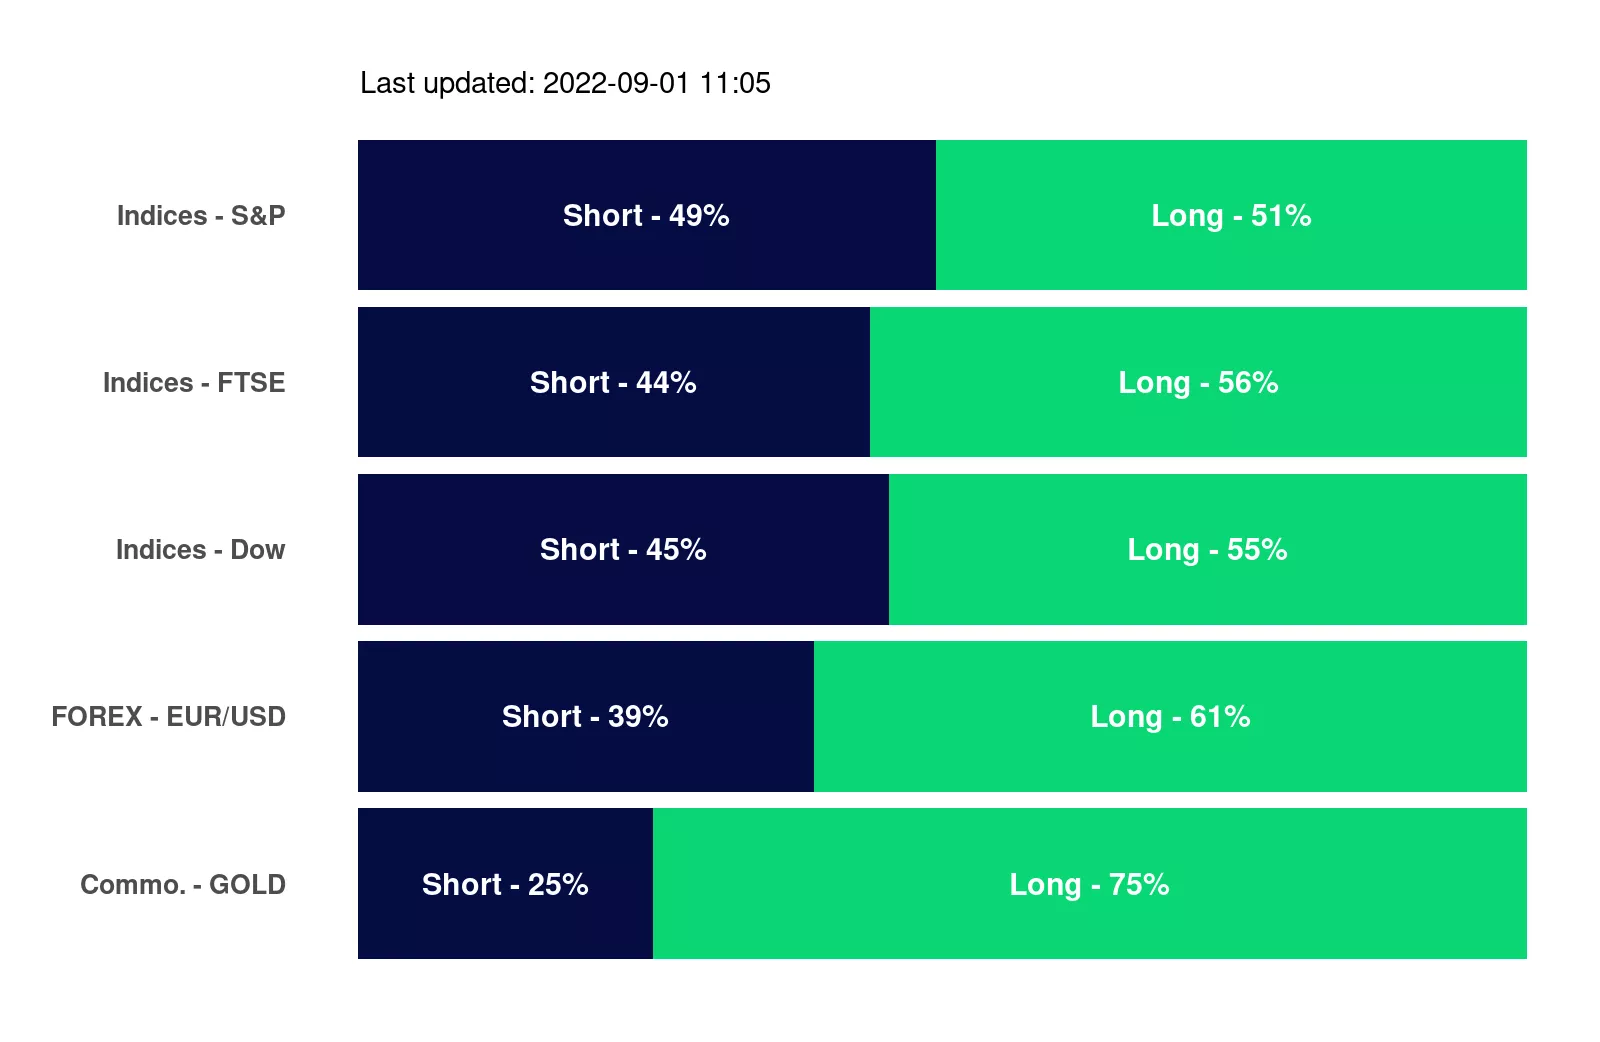 Last updated: 2022-09-01 11:05
Indices - S&P Short - 49% Long - 51%
Indices - FTSE Short - 44% Long - 56%
Indices - Dow Short - 45% Long - 55%
FOREX - EUR/USD Short - 39% Long - 61%
Commo. - GOLD Short - 25% Long - 75%